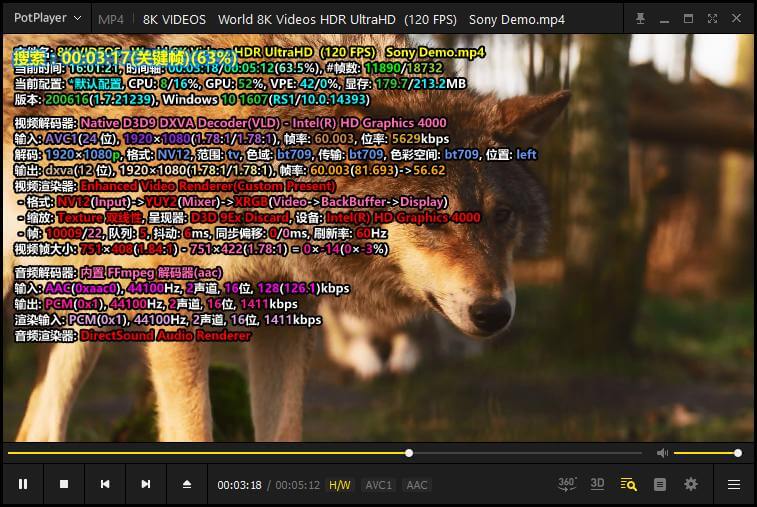 PotPlayer MP4 8K VIDEOS World 8K Videos HDR UltraHD (120 FPS) Sony Demo.mp4
搜索: 00:03:17(关键帧)(63%)
当前时间: 16:01:21, 时间轴: 00:03:18/00:05:12(63.5%), #帧数: 11890/18732
当前配置: *默认配置, CPU: 8/16%, GPU: 52%, VPE: 42/0%, 显存: 179.7/213.2MB
版本: 200616(1.7.21239), Windows 10 1607(RS1/10.0.14393)
视频解码器: Native D3D9 DXVA Decoder(VLD) - Intel(R) HD Graphics 4000
输入: AVC1(24 位), 1920×1080(1.78:1/1.78:1), 帧率: 60.003, 位率: 5629kbps
解码: 1920×1080p, 格式: NV12, 范围: tv, 色域: bt709, 传输: bt709, 色彩空间: bt709, 位置: left
输出: dxva(12 位), 1920×1080(1.78:1/1.78:1), 帧率: 60.003(81.693)->56.62
视频渲染器: Enhanced Video Renderer(Custom Present)
- 格式: NV12(Input)->YUY2(Mixer)->XRGB(Video->BackBuffer->Display)
- 缩放: Texture 双线性, 呈现器: D3D 9Ex Discard, 设备: Intel(R) HD Graphics 4000
- 帧: 10009/22, 队列: 5, 抖动: 6ms, 同步偏移: 0/0ms, 刷新率: 60Hz
视频帧大小: 751×408(1.84:1) - 751×422(1.78:1) = 0×-14(0×-3%)
音频解码器: 内置 FFmpeg 解码器(aac)
输入: AAC(0xaac0), 44100Hz, 2声道, 16位, 128(126.1)kbps
输出: PCM(0x1), 44100Hz, 2声道, 16位, 1411kbps
渲染输入: PCM(0x1), 44100Hz, 2声道, 16位, 1411kbps
音频渲染器: DirectSound Audio Renderer
00:03:18 / 00:05:12 H/W AVC1 AAC 360° 3D